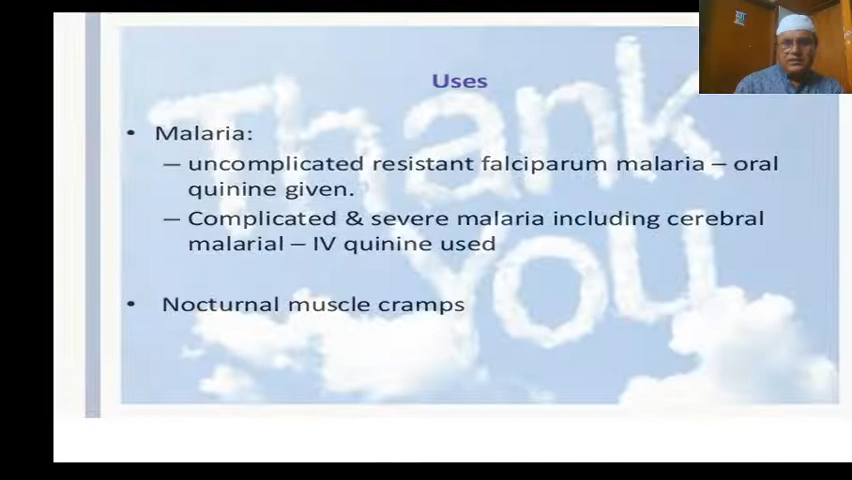 Uses
• Malaria:
– uncomplicated resistant falciparum malaria – oral
quinine given.
– Complicated & severe malaria including cerebral
malarial – IV quinine used
• Nocturnal muscle cramps
Thank
You